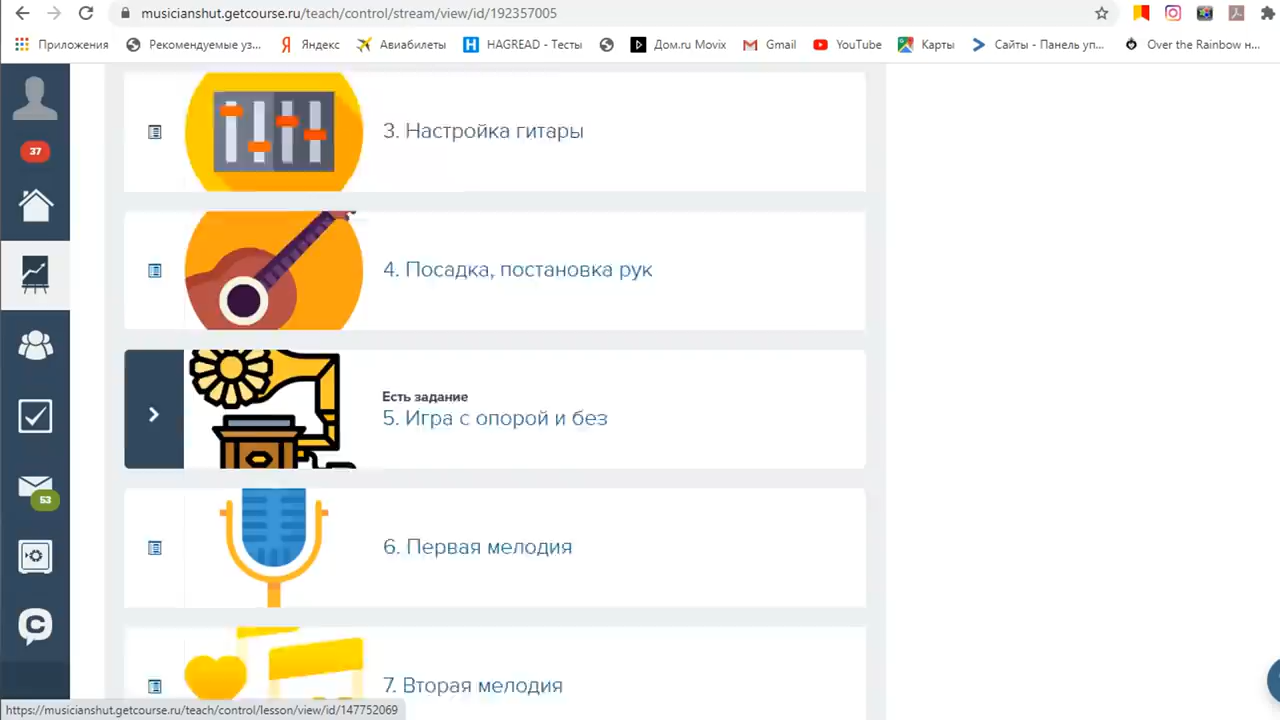 musicianshut.getcourse.ru/teach/control/stream/view/id/192357005
Приложения Рекомендуемые уз... Яндекс Авиабилеты HAGREAD - Тесты Дом.ru Movix Gmail YouTube Карты Сайты - Панель уп... Over the Rainbow н...
37
3. Настройка гитары
4. Посадка, постановка рук
Есть задание
5. Игра с опорой и без
53
6. Первая мелодия
7. Вторая мелодия
https://musicianshut.getcourse.ru/teach/control/lesson/view/id/147752069